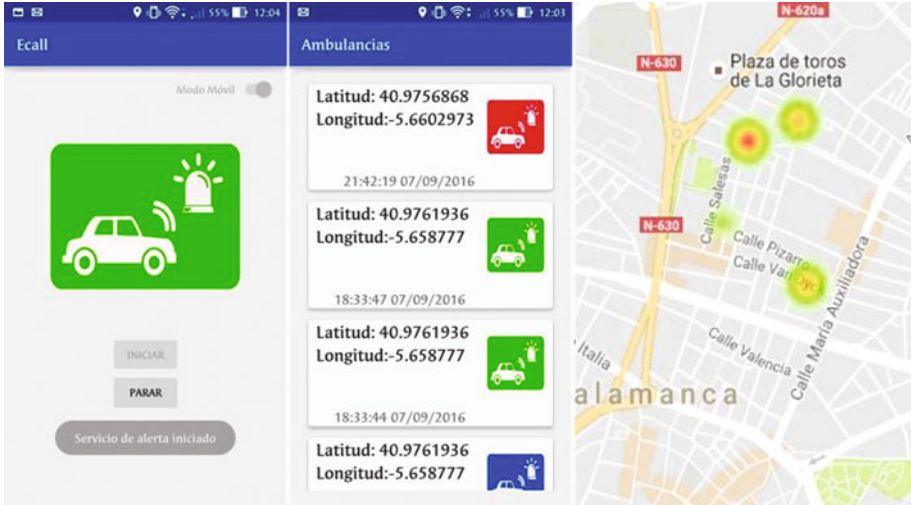 55% 12:04
Ecall
Modo Móvil
INICIAR
PARAR
Servicio de alerta iniciado
55% 12:03
Ambulancias
Latitud: 40.9756868
Longitud:-5.6602973
21:42:19 07/09/2016
Latitud: 40.9761936
Longitud:-5.658777
18:33:47 07/09/2016
Latitud: 40.9761936
Longitud:-5.658777
18:33:44 07/09/2016
Latitud: 40.9761936
Longitud:-5.658777
N-620a
N-630
Plaza de toros
de La Glorieta
Calle Salesas
N-630
Calle Pizarro
Calle Van Dyck
Calle María Auxiliadora
Calle Valencia
Italia
alamanca